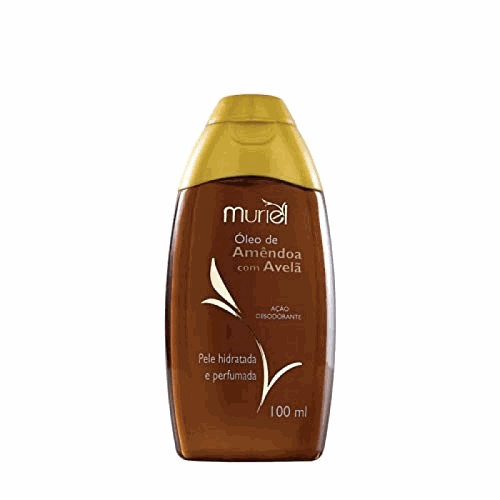 muriel
Óleo de
Amêndoa
com Avelã
AÇÃO
DESODORANTE
Pele hidratada
e perfumada
100 ml